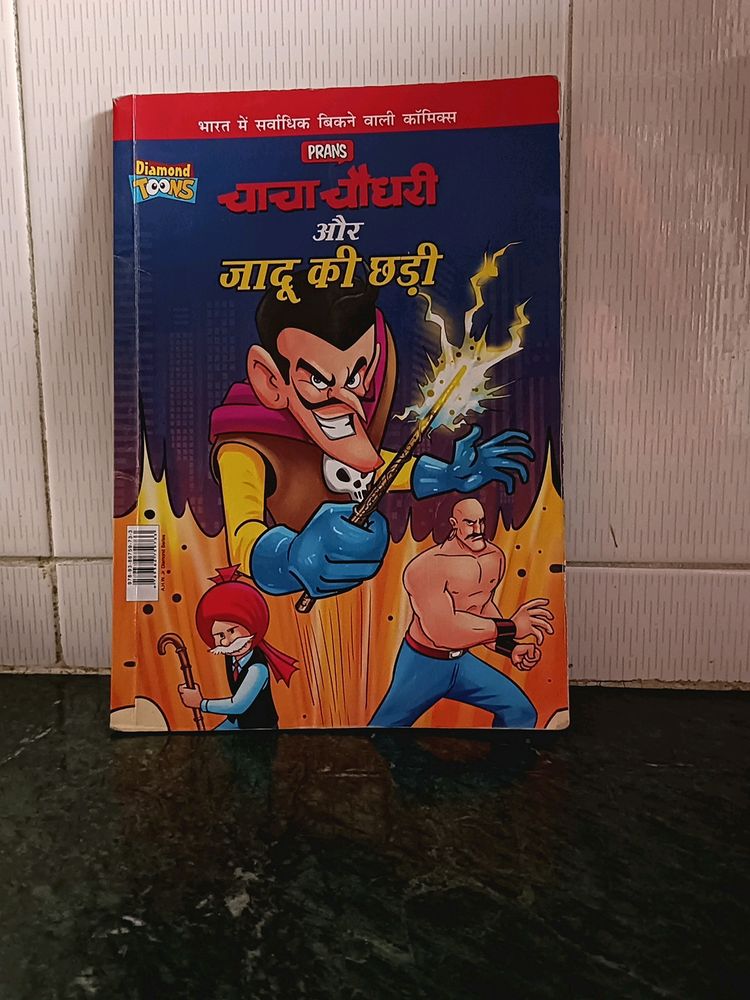 भारत में सर्वाधिक बिकने वाली कॉमिक्स
PRANS
Diamond
TOONS
चाचा चौधरी
और
जादू की छड़ी